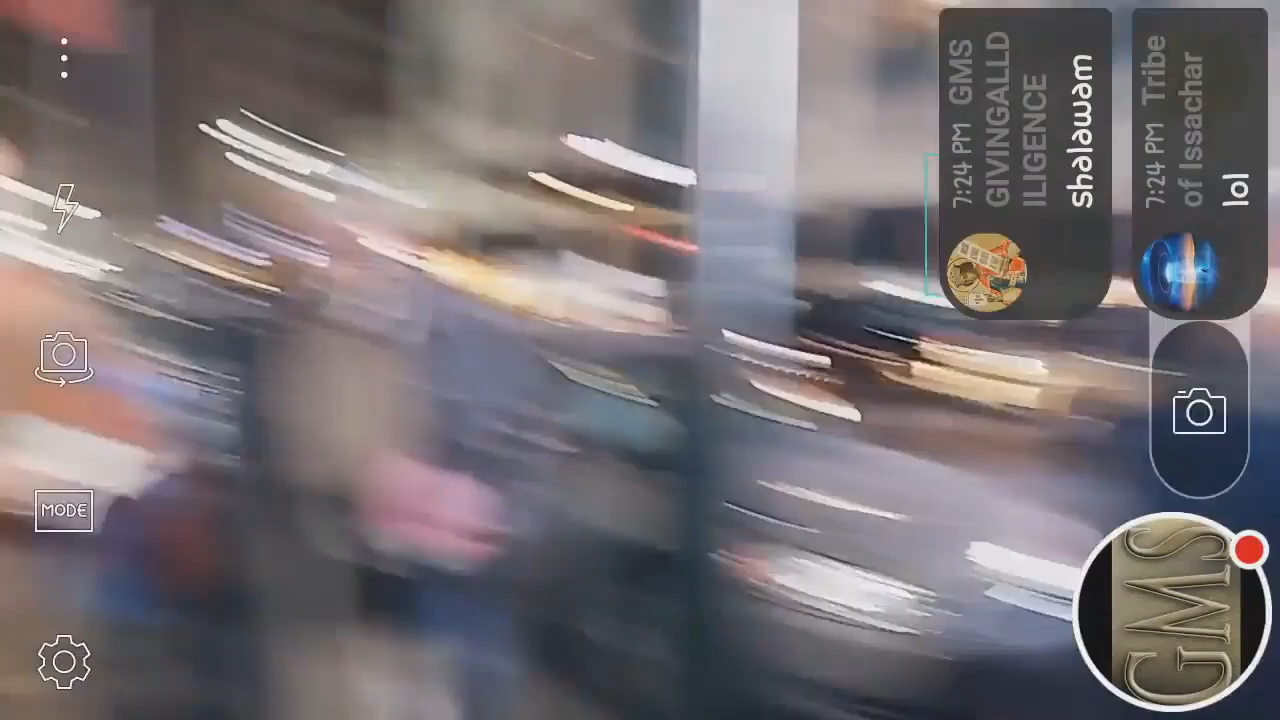 7:24 PM GMS
GIVINGALLD
ILIGENCE
shalawam
7:24 PM Tribe
of Issachar
lol
MODE
GMS